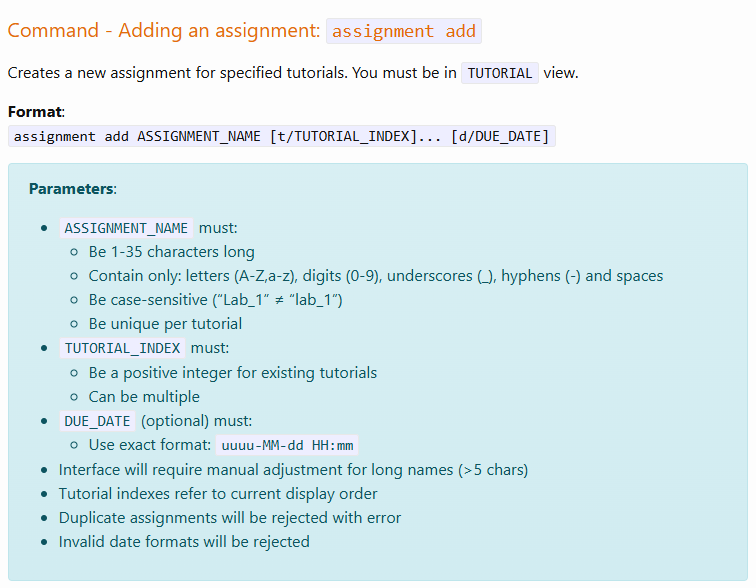 Command - Adding an assignment: assignment add
Creates a new assignment for specified tutorials. You must be in TUTORIAL view.
Format:
assignment add ASSIGNMENT_NAME [t/TUTORIAL_INDEX]... [d/DUE_DATE]
Parameters:
• ASSIGNMENT_NAME must:
◦ Be 1-35 characters long
◦ Contain only: letters (A-Z,a-z), digits (0-9), underscores (_), hyphens (-) and spaces
◦ Be case-sensitive (“Lab_1” ≠ “lab_1”)
◦ Be unique per tutorial
• TUTORIAL_INDEX must:
◦ Be a positive integer for existing tutorials
◦ Can be multiple
• DUE_DATE (optional) must:
◦ Use exact format: uuuu-MM-dd HH:mm
• Interface will require manual adjustment for long names (>5 chars)
• Tutorial indexes refer to current display order
• Duplicate assignments will be rejected with error
• Invalid date formats will be rejected